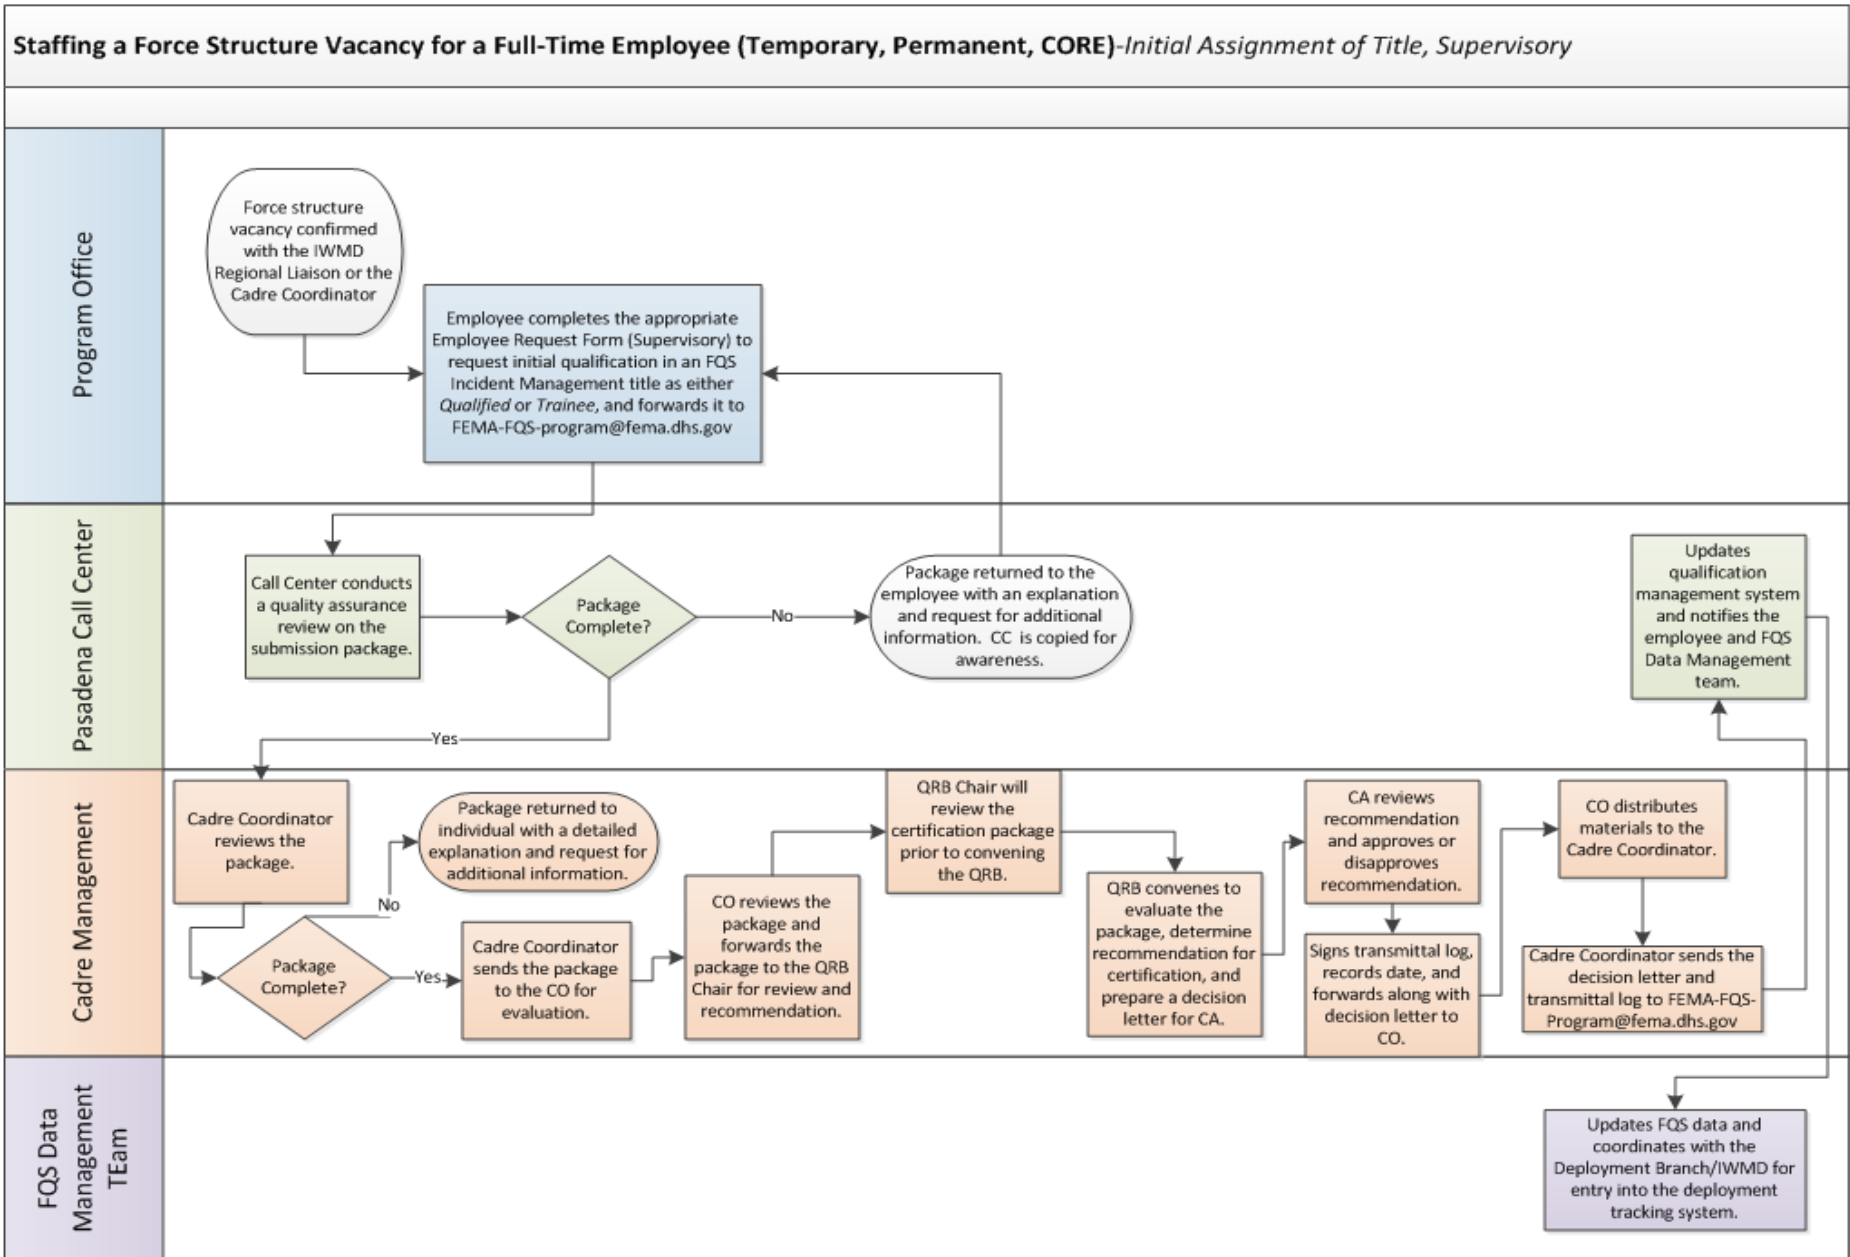 Staffing a Force Structure Vacancy for a Full-Time Employee (Temporary, Permanent, CORE)-Initial Assignment of Title, Supervisory
Program Office
Force structure
vacancy confirmed
with the IWMD
Regional Liaison or the
Cadre Coordinator
Employee completes the appropriate
Employee Request Form (Supervisory) to
request initial qualification in an FQS
Incident Management title as either
Qualified or Trainee, and forwards it to
FEMA-FQS-program@fema.dhs.gov
Pasadena Call Center
Call Center conducts
a quality assurance
review on the
submission package.
Package
Complete?
No
Package returned to the
employee with an explanation
and request for additional
information.  CC is copied for
awareness.
Updates
qualification
management system
and notifies the
employee and FQS
Data Management
team.
Yes
Cadre Management
Cadre Coordinator
reviews the
package.
Package
Complete?
No
Package returned to
individual with a detailed
explanation and request for
additional information.
Yes
Cadre Coordinator
sends the package
to the CO for
evaluation.
CO reviews the
package and
forwards the
package to the QRB
Chair for review and
recommendation.
QRB Chair will
review the
certification package
prior to convening
the QRB.
QRB convenes to
evaluate the
package, determine
recommendation for
certification, and
prepare a decision
letter for CA.
CA reviews
recommendation
and approves or
disapproves
recommendation.
Signs transmittal log,
records date, and
forwards along with
decision letter to
CO.
CO distributes
materials to the
Cadre Coordinator.
Cadre Coordinator sends the
decision letter and
transmittal log to FEMA-FQS-
Program@fema.dhs.gov
FQS Data
Management
TEam
Updates FQS data and
coordinates with the
Deployment Branch/IWMD for
entry into the deployment
tracking system.